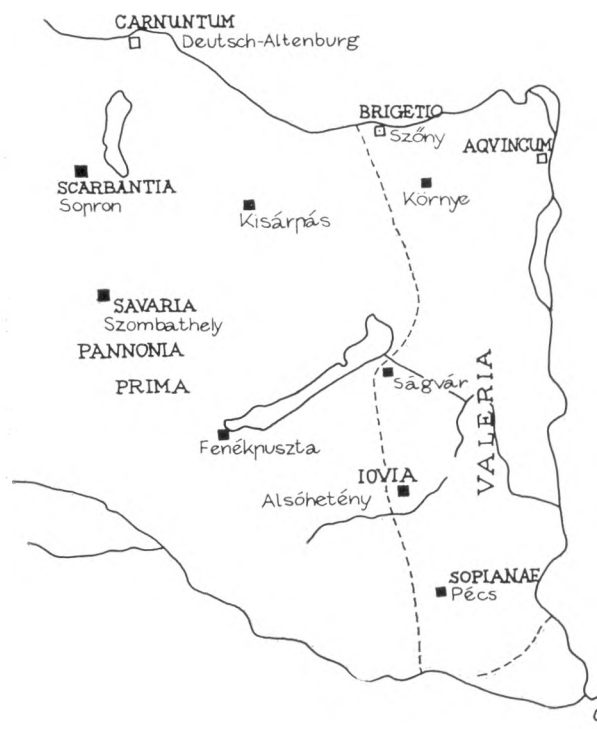 CARNUNTUM
Deutsch-Altenburg
BRIGETIO
Szőny
AQVINCUM
SCARBANTIA
Sopron
Kisárpás
Környe
SAVARIA
Szombathely
PANNONIA
PRIMA
Ságvár
VALERIA
Fenékpuszta
IOVIA
Alsóhetény
SOPIANAE
Pécs